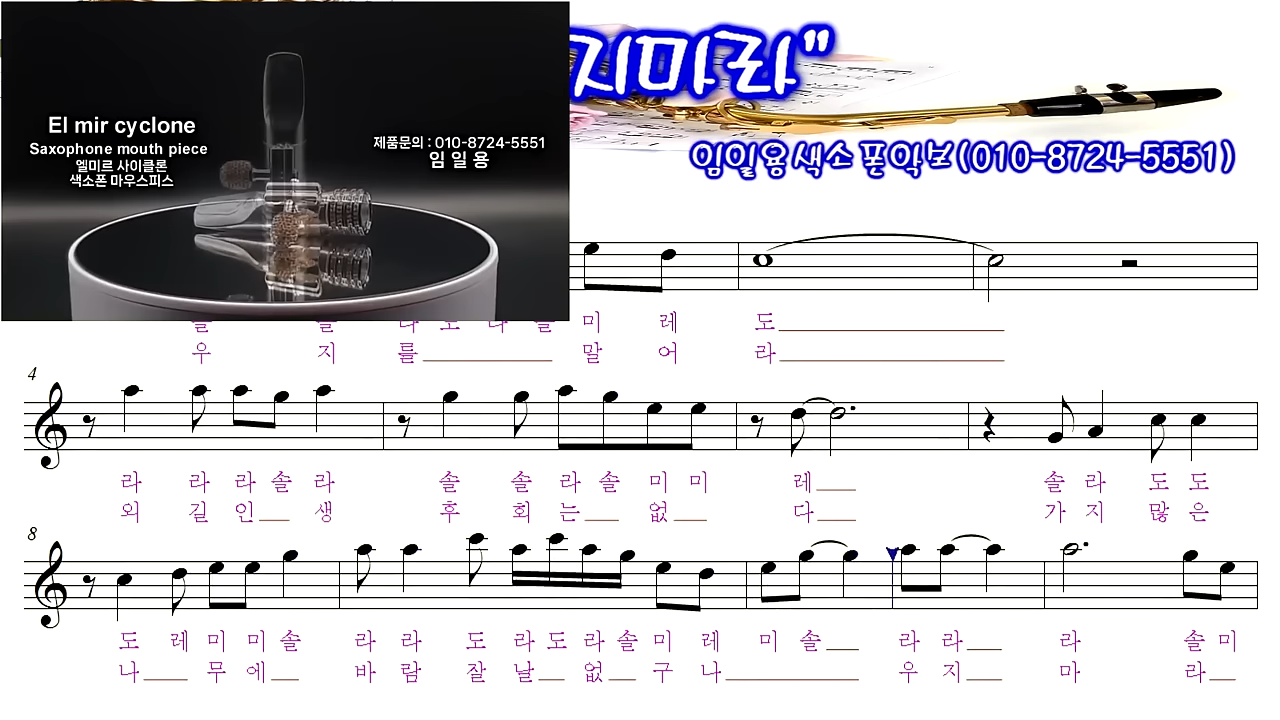 지마라"
El mir cyclone
Saxophone mouth piece
엘미르 사이클론
색소폰 마우스피스
제품문의 : 010-8724-5551
임 일 용
임일용색소폰악보(010-8724-5551)
미 레 도
우 지 를 말 어 라
4
라 라 라 솔 라 솔 솔 라 솔 미 미 레 솔 라 도 도
외 길 인 생 후 회 는 없 다 가 지 많 은
8
도 레 미 미 솔 라 라 도 라 도 라 솔 미 레 미 솔 라 라 라 솔 미
나 무 에 바 람 잘 날 없 구 나 우 지 마 라